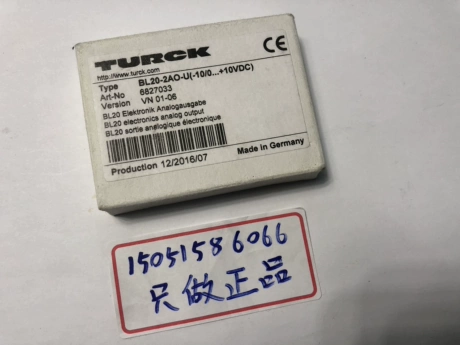 TURCK
CE
http://www.turck.com
Type BL20-2AO-U(-10/0...+10VDC)
Art-No 6827033
Version VN 01-06
BL20 Elektronik Analogausgabe
BL20 electronics analog output
BL20 sortie analogique électronique
Production 12/2016/07 Made in Germany
15051586066
只做正品